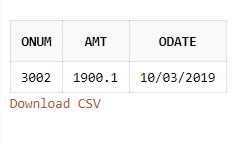 ONUM AMT ODATE
3002 1900.1 10/03/2019
Download CSV